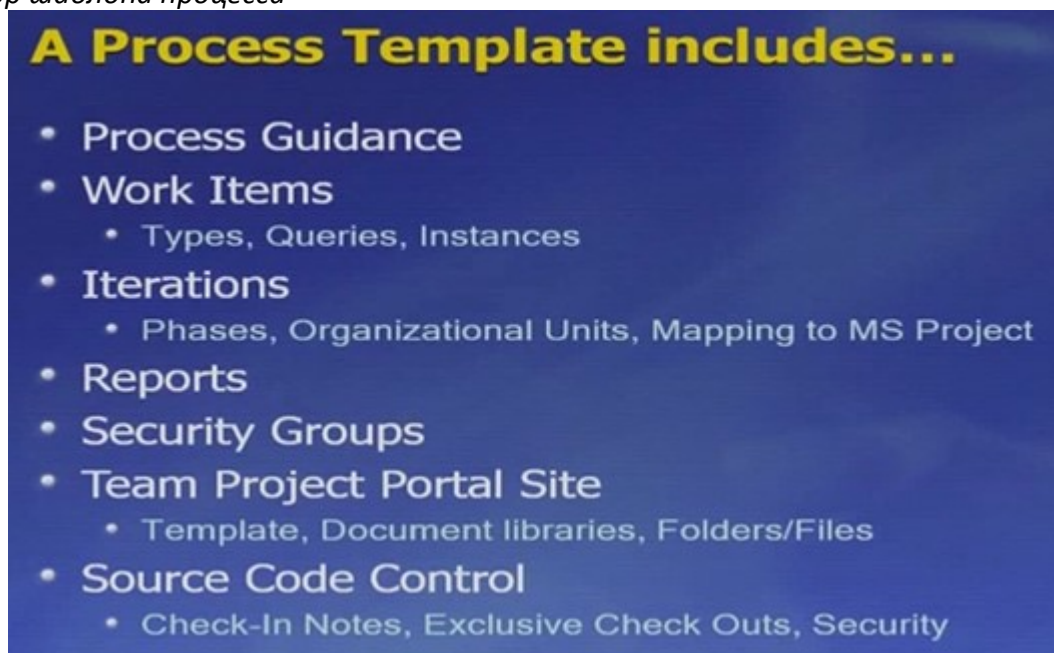 шаблона процесса
A Process Template includes...
• Process Guidance
• Work Items
• Types, Queries, Instances
• Iterations
• Phases, Organizational Units, Mapping to MS Project
• Reports
• Security Groups
• Team Project Portal Site
• Template, Document libraries, Folders/Files
• Source Code Control
• Check-In Notes, Exclusive Check Outs, Security